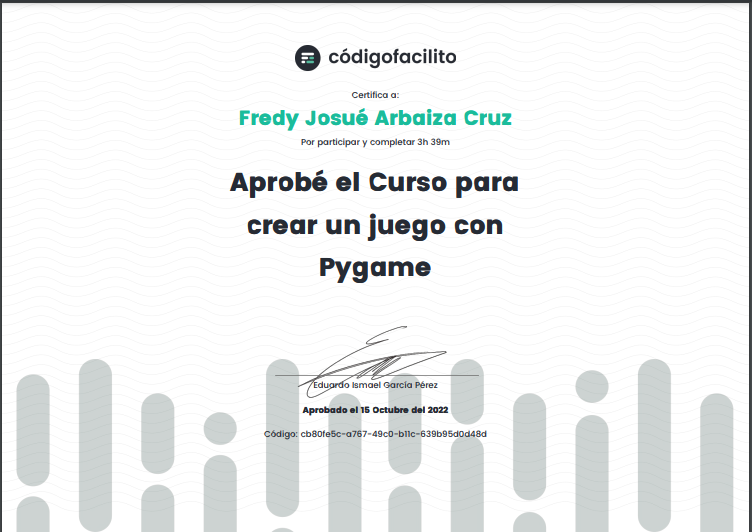 códigofacilito
Certifica a:
Fredy Josué Arbaiza Cruz
Por participar y completar 3h 39m
Aprobé el Curso para
crear un juego con
Pygame
Eduardo Ismael García Pérez
Aprobado el 15 Octubre del 2022
Código: cb80fe5c-a767-49c0-b11c-639b95d0d48d